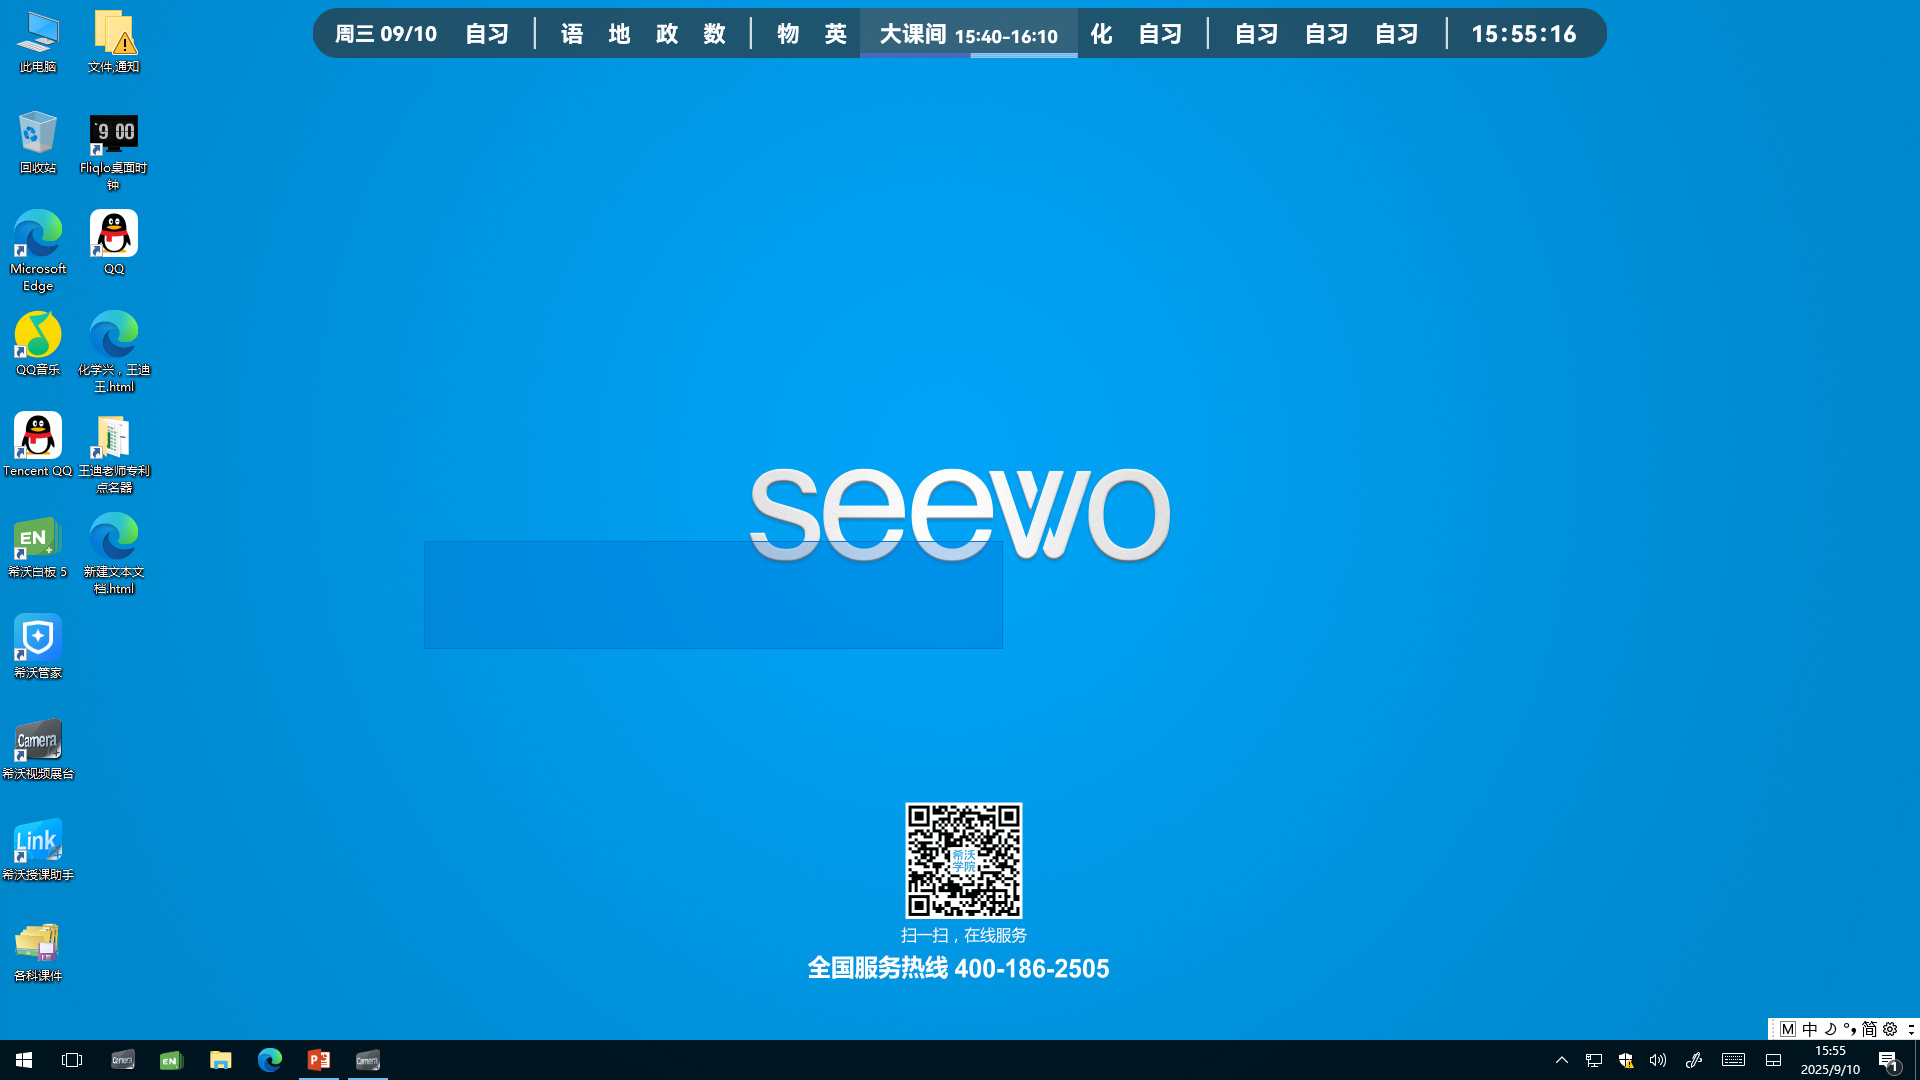 周三 09/10 自习 | 语 地 政 数 | 物 英 大课间 15:40-16:10 化 自习 | 自习 自习 自习 | 15:55:16
此电脑
文件,通知
回收站
Fliqlo桌面时
钟
9 00
Microsoft
Edge
QQ
QQ音乐
化学兴，王迪
王.html
Tencent QQ
王迪老师专利
点名器
EN
希沃白板 5
新建文本文
档.html
希沃管家
Camera
希沃视频展台
Link
希沃授课助手
各科课件
seewo
希沃
学院
扫一扫，在线服务
全国服务热线 400-186-2505
M 中 简
Camera
EN
P
Camera
15:55
2025/9/10
1